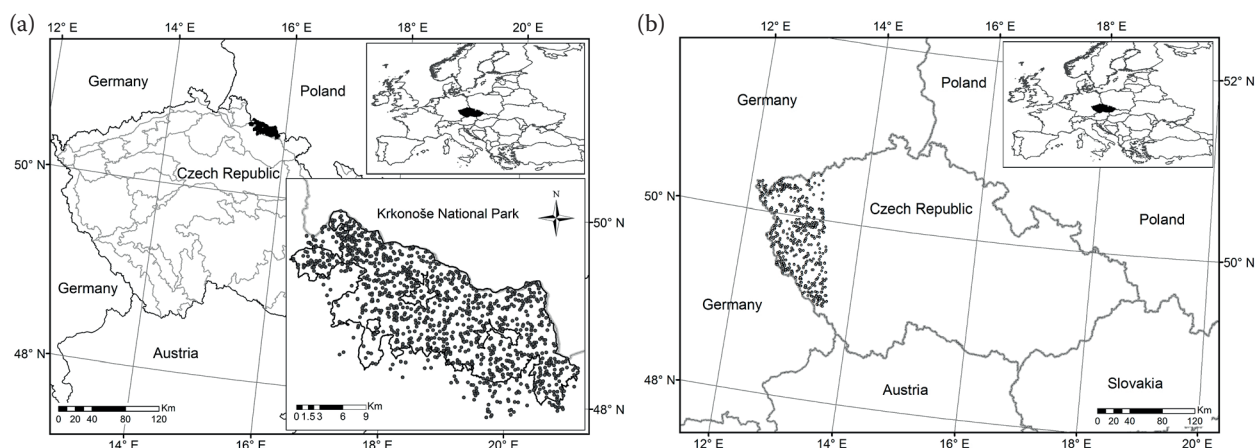 (a)
12° E
14° E
16° E
18° E
20° E
Germany
Poland
50° N
Czech Republic
N
Krkonoše National Park
50° N
Germany
48° N
Austria
Km
0 20 40 80 120
Km
0 1.5 3 6 9
48° N
14° E
16° E
18° E
20° E
(b)
12° E
14° E
16° E
18° E
Poland
52° N
Germany
50° N
Czech Republic
Poland
50° N
Germany
48° N
Austria
Slovakia
Km
0 20 40 80 120
12° E
14° E
16° E
18° E
20° E